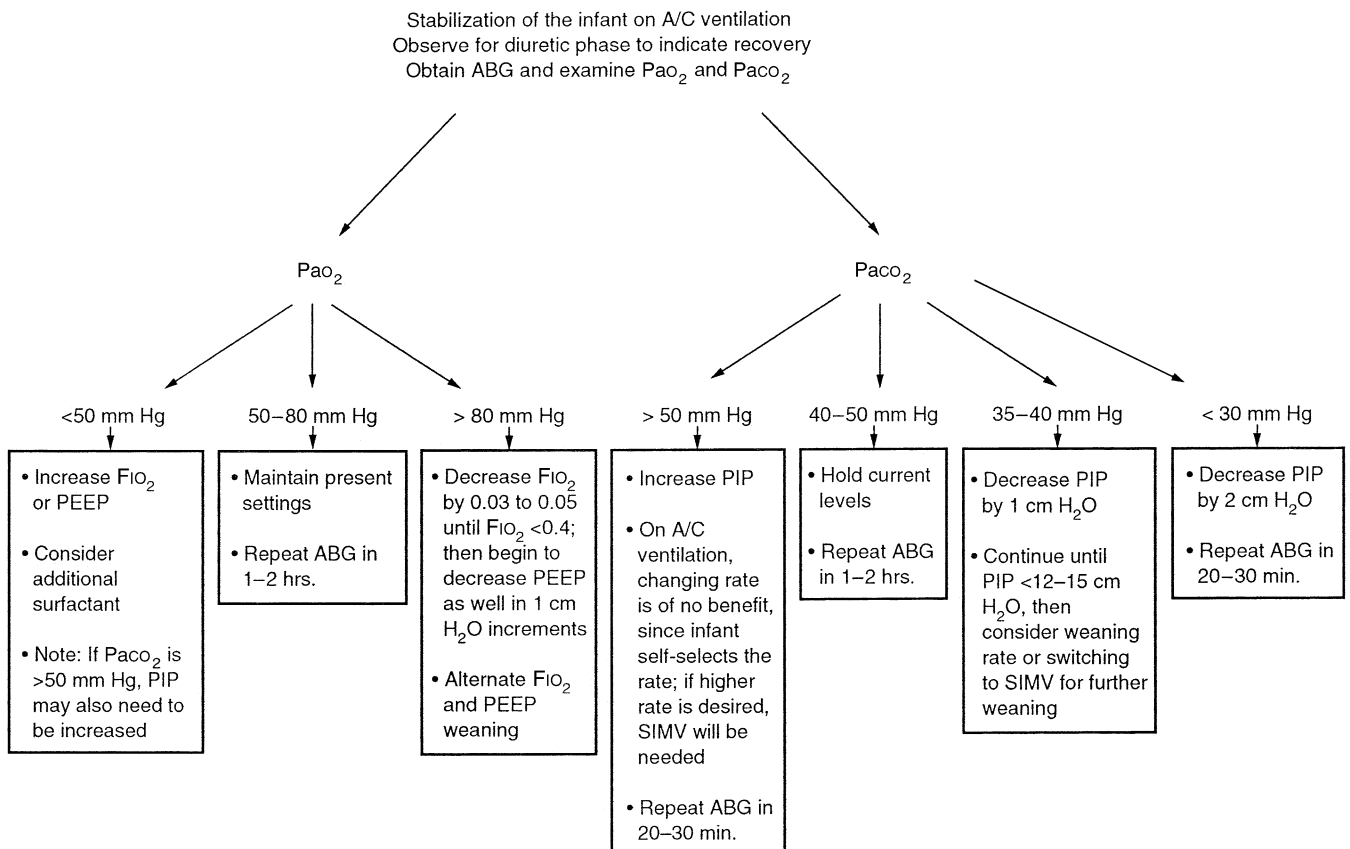 Stabilization of the infant on A/C ventilation
Observe for diuretic phase to indicate recovery
Obtain ABG and examine Pao₂ and Paco₂
Pao₂
Paco₂
<50 mm Hg
50–80 mm Hg
> 80 mm Hg
> 50 mm Hg
40–50 mm Hg
35–40 mm Hg
< 30 mm Hg
• Increase FIO₂
or PEEP
• Consider
additional
surfactant
• Note: If Paco₂ is
>50 mm Hg, PIP
may also need to
be increased
• Maintain present
settings
• Repeat ABG in
1–2 hrs.
• Decrease FIO₂
by 0.03 to 0.05
until FIO₂ <0.4;
then begin to
decrease PEEP
as well in 1 cm
H₂O increments
• Alternate FIO₂
and PEEP
weaning
• Increase PIP
• On A/C
ventilation,
changing rate
is of no benefit,
since infant
self-selects the
rate; if higher
rate is desired,
SIMV will be
needed
• Repeat ABG in
20–30 min.
• Hold current
levels
• Repeat ABG
in 1–2 hrs.
• Decrease PIP
by 1 cm H₂O
• Continue until
PIP <12–15 cm
H₂O, then
consider weaning
rate or switching
to SIMV for further
weaning
• Decrease PIP
by 2 cm H₂O
• Repeat ABG in
20–30 min.